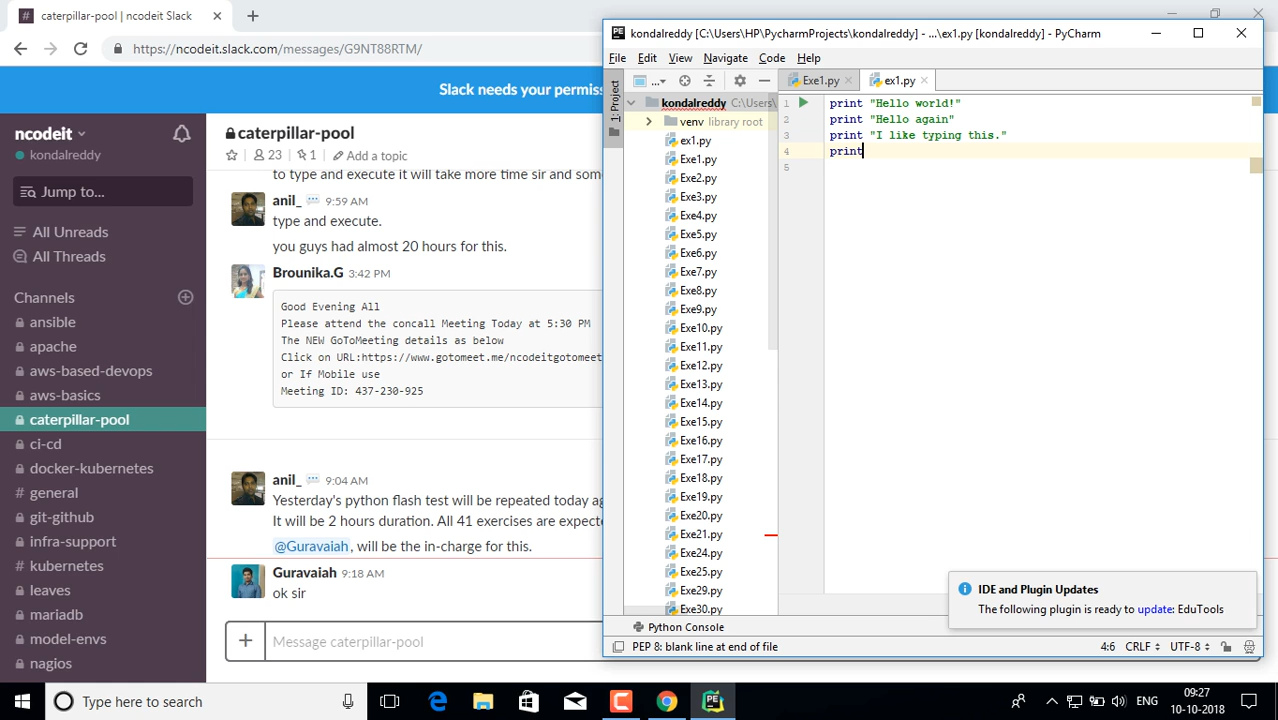 caterpillar-pool | ncodeit Slack
https://ncodeit.slack.com/messages/G9NT88RTM/
Slack needs your permiss
ncodeit
kondalreddy
Jump to...
All Unreads
All Threads
Channels
ansible
apache
aws-based-devops
aws-basics
caterpillar-pool
ci-cd
docker-kubernetes
# general
git-github
infra-support
# kubernetes
leaves
mariadb
model-envs
nagios
caterpillar-pool
23
1
Add a topic
to type and execute it will take more time sir and some
anil_ 9:59 AM
type and execute.
you guys had almost 20 hours for this.
Brounika.G 3:42 PM
Good Evening All
Please attend the concall Meeting Today at 5:30 PM
The NEW GoToMeeting details as below
Click on URL:https://www.gotomeet.me/ncodeitgotomeet
or If Mobile use
Meeting ID: 437-230-925
anil_ 9:04 AM
Yesterday's python flash test will be repeated today ag
It will be 2 hours duration. All 41 exercises are expecte
@Guravaiah, will be the in-charge for this.
Guravaiah 9:18 AM
ok sir
Message caterpillar-pool
kondalreddy [C:\Users\HP\PycharmProjects\kondalreddy] - ...\ex1.py [kondalreddy] - PyCharm
File Edit View Navigate Code Help
1: Project
Exe1.py
ex1.py
kondalreddy C:\Users\
venv library root
ex1.py
Exe1.py
Exe2.py
Exe3.py
Exe4.py
Exe5.py
Exe6.py
Exe7.py
Exe8.py
Exe9.py
Exe10.py
Exe11.py
Exe12.py
Exe13.py
Exe14.py
Exe15.py
Exe16.py
Exe17.py
Exe18.py
Exe19.py
Exe20.py
Exe21.py
Exe24.py
Exe25.py
Exe29.py
Exe30.py
1 print "Hello world!"
2 print "Hello again"
3 print "I like typing this."
4 print
5
IDE and Plugin Updates
The following plugin is ready to update: EduTools
Python Console
PEP 8: blank line at end of file
4:6 CRLF UTF-8
Type here to search
ENG
09:27
10-10-2018